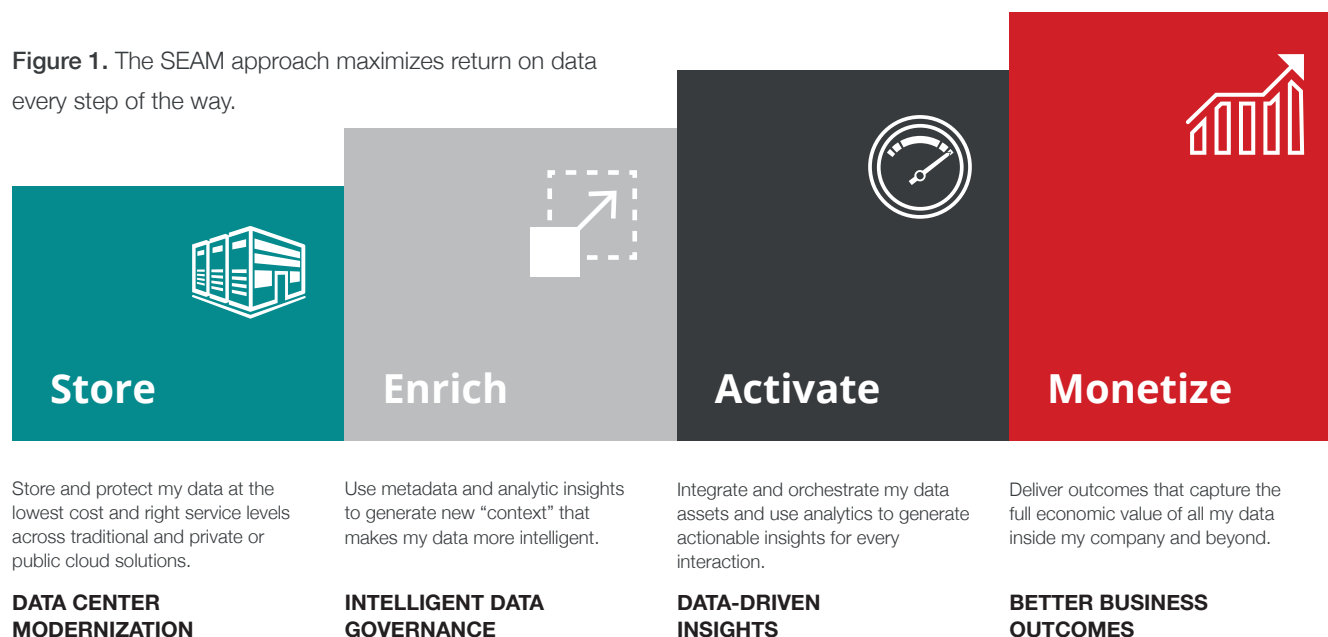 Figure 1. The SEAM approach maximizes return on data
every step of the way.
Store
Enrich
Activate
Monetize
Store and protect my data at the
lowest cost and right service levels
across traditional and private or
public cloud solutions.
Use metadata and analytic insights
to generate new “context” that
makes my data more intelligent.
Integrate and orchestrate my data
assets and use analytics to generate
actionable insights for every
interaction.
Deliver outcomes that capture the
full economic value of all my data
inside my company and beyond.
DATA CENTER
MODERNIZATION
INTELLIGENT DATA
GOVERNANCE
DATA-DRIVEN
INSIGHTS
BETTER BUSINESS
OUTCOMES